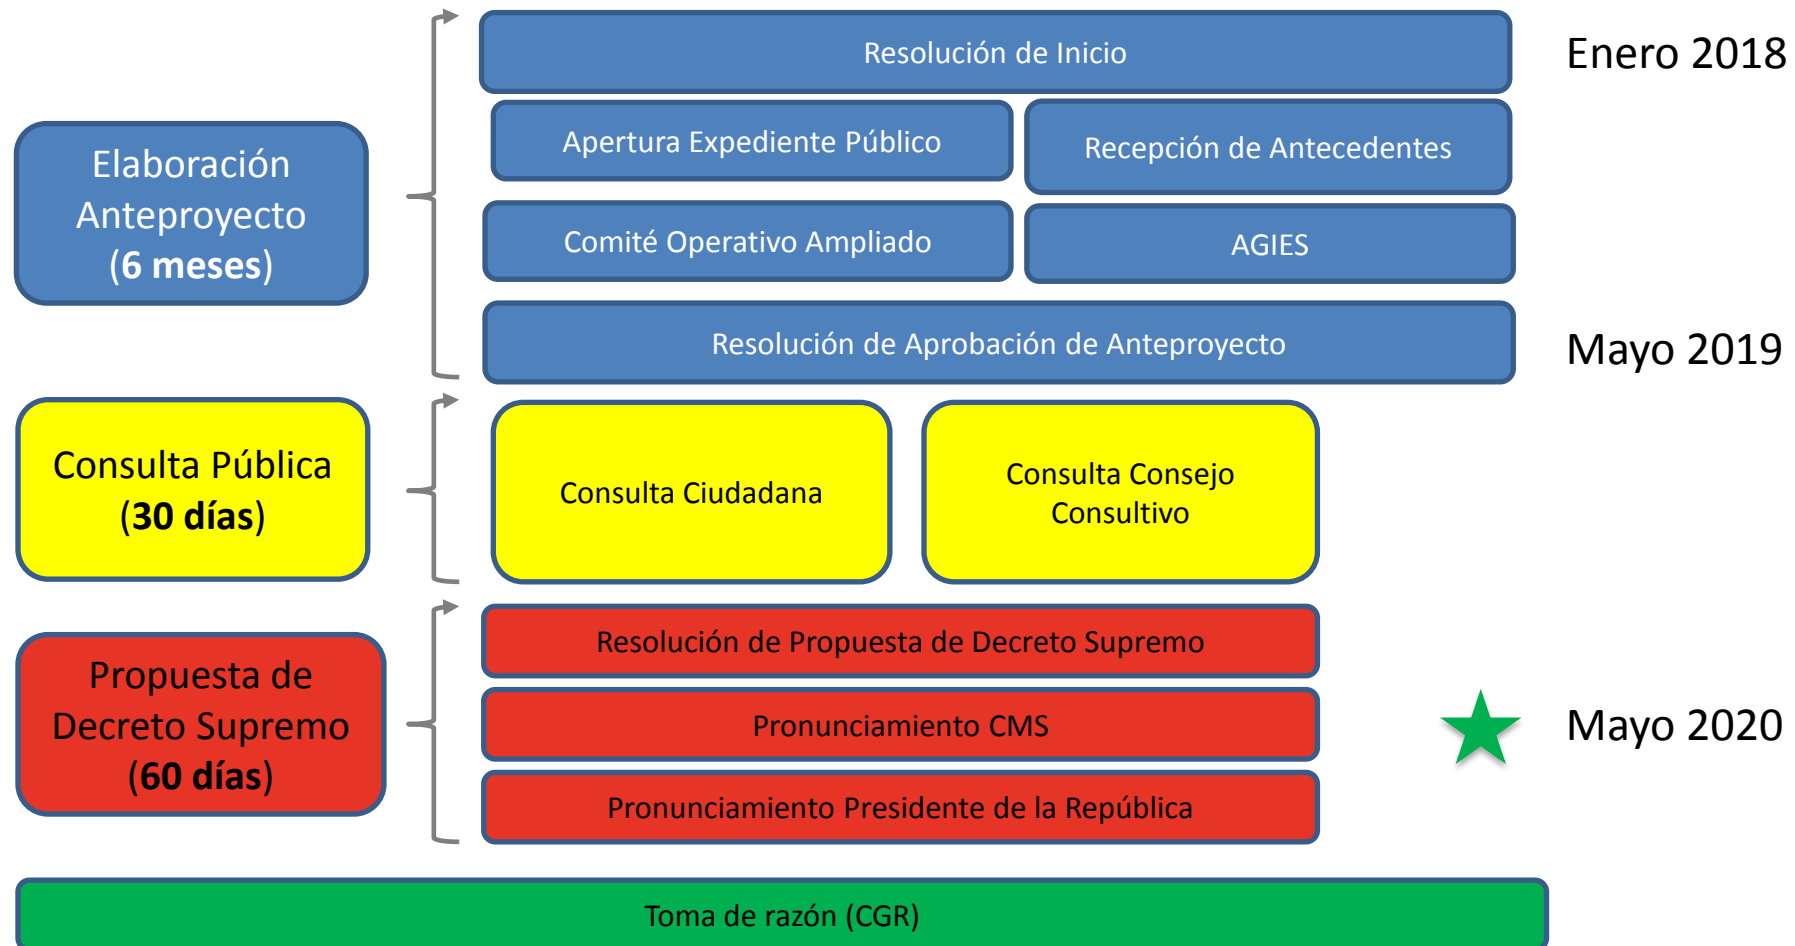 Resolución de Inicio
Enero 2018
Elaboración
Anteproyecto
(6 meses)
Apertura Expediente Público
Recepción de Antecedentes
Comité Operativo Ampliado
AGIES
Resolución de Aprobación de Anteproyecto
Mayo 2019
Consulta Pública
(30 días)
Consulta Ciudadana
Consulta Consejo
Consultivo
Propuesta de
Decreto Supremo
(60 días)
Resolución de Propuesta de Decreto Supremo
Pronunciamiento CMS
Mayo 2020
Pronunciamiento Presidente de la República
Toma de razón (CGR)